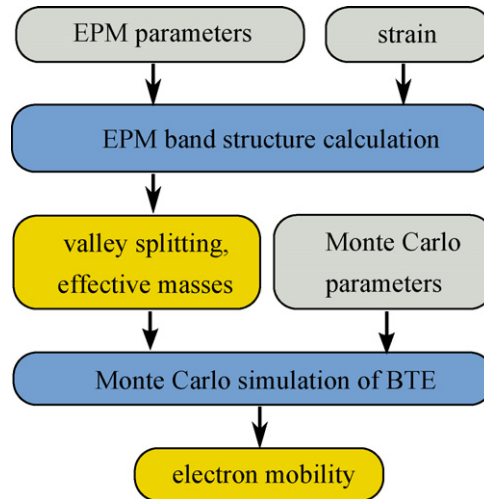 EPM parameters
strain
EPM band structure calculation
valley splitting,
effective masses
Monte Carlo
parameters
Monte Carlo simulation of BTE
electron mobility